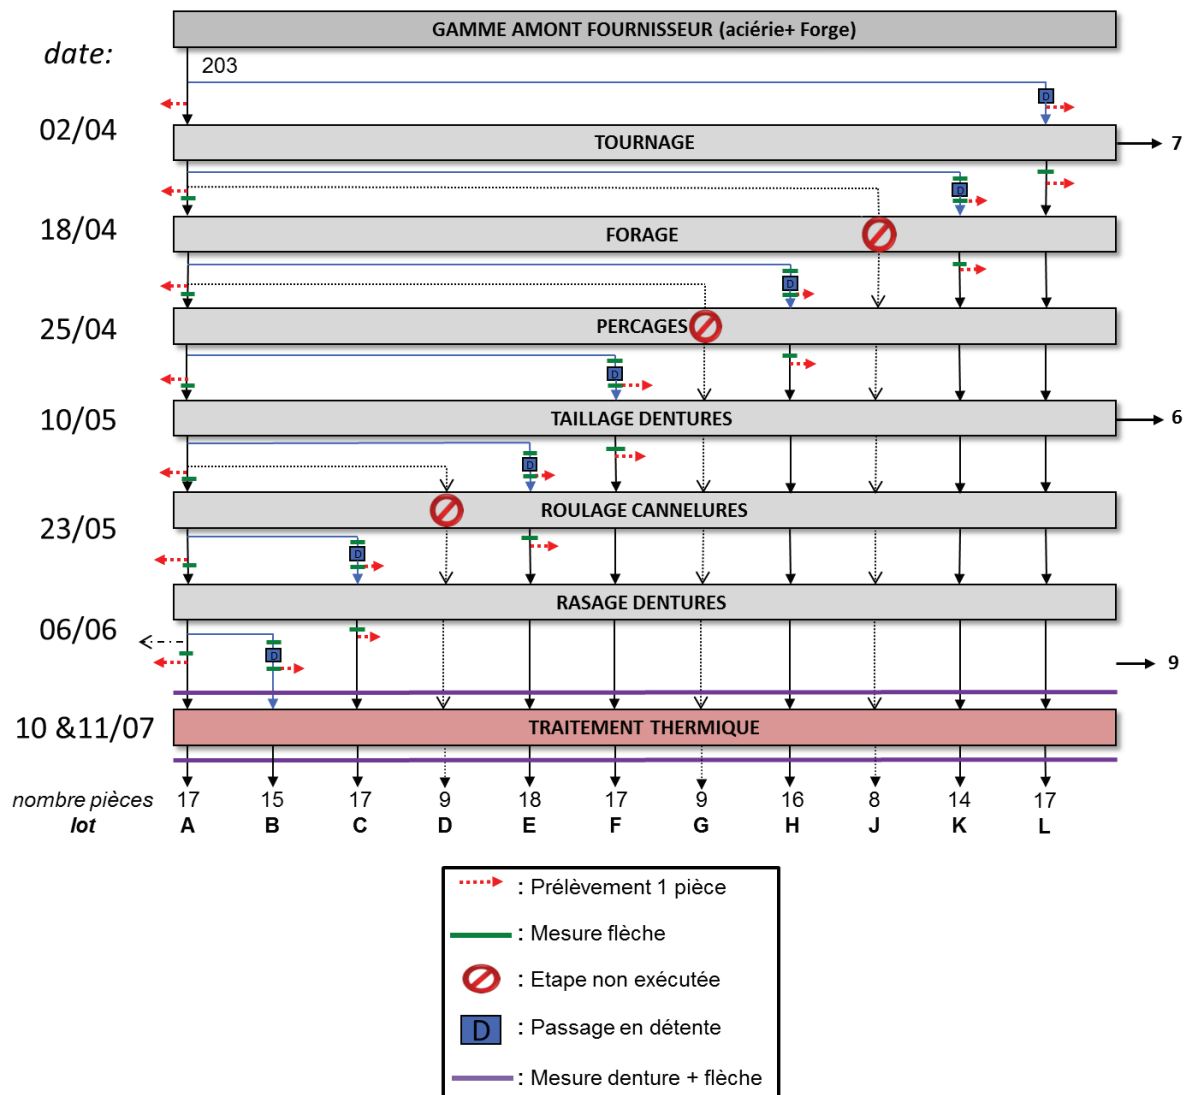 GAMME AMONT FOURNISSEUR (aciérie+ Forge)
date:
203
D
02/04
TOURNAGE
7
D
18/04
FORAGE
D
25/04
PERCAGES
D
10/05
TAILLAGE DENTURES
6
D
ROULAGE CANNELURES
23/05
D
RASAGE DENTURES
06/06
D
9
10 &11/07
TRAITEMENT THERMIQUE
nombre pièces 17 15 17 9 18 17 9 16 8 14 17
lot A B C D E F G H J K L
: Prélèvement 1 pièce
: Mesure flèche
: Etape non exécutée
D : Passage en détente
: Mesure denture + flèche